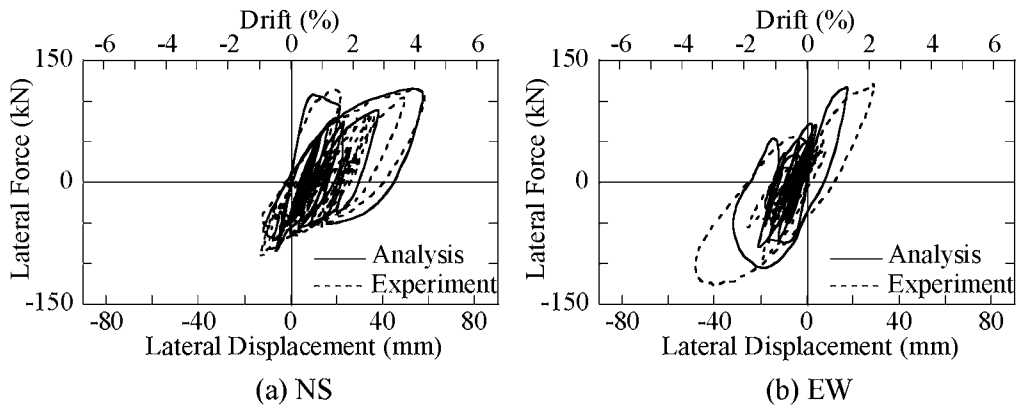 Drift (%)
-6 -4 -2 0 2 4 6
150
0
-150
Lateral Force (kN)
Analysis
Experiment
-80 -40 0 40 80
Lateral Displacement (mm)
(a) NS
Drift (%)
-6 -4 -2 0 2 4 6
150
0
-150
Lateral Force (kN)
Analysis
Experiment
-80 -40 0 40 80
Lateral Displacement (mm)
(b) EW